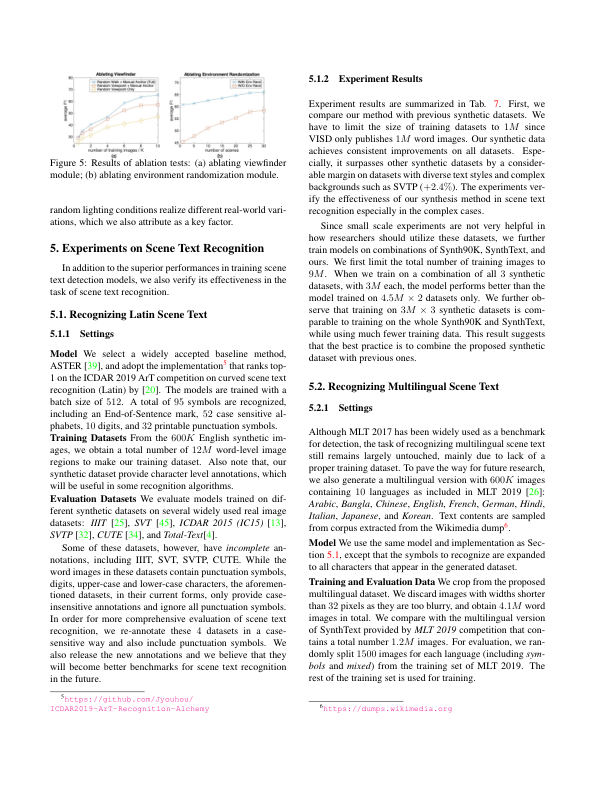 Ablating Viewfinder
Ablating Environment Randomization
Random Walk + Manual Anchor (Full)
Random Viewpoint + Manual Anchor
Random Viewpoint Only
With Env Rand
W/O Env Rand
number of training images / K
number of scenes
(a)
(b)
Figure 5: Results of ablation tests: (a) ablating viewfinder
module; (b) ablating environment randomization module.
random lighting conditions realize different real-world vari-
ations, which we also attribute as a key factor.
5. Experiments on Scene Text Recognition
In addition to the superior performances in training scene
text detection models, we also verify its effectiveness in the
task of scene text recognition.
5.1. Recognizing Latin Scene Text
5.1.1 Settings
Model We select a widely accepted baseline method,
ASTER [39], and adopt the implementation5 that ranks top-
1 on the ICDAR 2019 ArT competition on curved scene text
recognition (Latin) by [20]. The models are trained with a
batch size of 512. A total of 95 symbols are recognized,
including an End-of-Sentence mark, 52 case sensitive al-
phabets, 10 digits, and 32 printable punctuation symbols.
Training Datasets From the 600K English synthetic im-
ages, we obtain a total number of 12M word-level image
regions to make our training dataset. Also note that, our
synthetic dataset provide character level annotations, which
will be useful in some recognition algorithms.
Evaluation Datasets We evaluate models trained on dif-
ferent synthetic datasets on several widely used real image
datasets: IIIT [25], SVT [45], ICDAR 2015 (IC15) [13],
SVTP [32], CUTE [34], and Total-Text[4].
Some of these datasets, however, have incomplete an-
notations, including IIIT, SVT, SVTP, CUTE. While the
word images in these datasets contain punctuation symbols,
digits, upper-case and lower-case characters, the aforemen-
tioned datasets, in their current forms, only provide case-
insensitive annotations and ignore all punctuation symbols.
In order for more comprehensive evaluation of scene text
recognition, we re-annotate these 4 datasets in a case-
sensitive way and also include punctuation symbols. We
also release the new annotations and we believe that they
will become better benchmarks for scene text recognition
in the future.
5https://github.com/Jyouhou/
ICDAR2019-ArT-Recognition-Alchemy
5.1.2 Experiment Results
Experiment results are summarized in Tab. 7. First, we
compare our method with previous synthetic datasets. We
have to limit the size of training datasets to 1M since
VISD only publishes 1M word images. Our synthetic data
achieves consistent improvements on all datasets. Espe-
cially, it surpasses other synthetic datasets by a consider-
able margin on datasets with diverse text styles and complex
backgrounds such as SVTP (+2.4%). The experiments ver-
ify the effectiveness of our synthesis method in scene text
recognition especially in the complex cases.
Since small scale experiments are not very helpful in
how researchers should utilize these datasets, we further
train models on combinations of Synth90K, SynthText, and
ours. We first limit the total number of training images to
9M. When we train on a combination of all 3 synthetic
datasets, with 3M each, the model performs better than the
model trained on 4.5M × 2 datasets only. We further ob-
serve that training on 3M × 3 synthetic datasets is com-
parable to training on the whole Synth90K and SynthText,
while using much fewer training data. This result suggests
that the best practice is to combine the proposed synthetic
dataset with previous ones.
5.2. Recognizing Multilingual Scene Text
5.2.1 Settings
Although MLT 2017 has been widely used as a benchmark
for detection, the task of recognizing multilingual scene text
still remains largely untouched, mainly due to lack of a
proper training dataset. To pave the way for future research,
we also generate a multilingual version with 600K images
containing 10 languages as included in MLT 2019 [26]:
Arabic, Bangla, Chinese, English, French, German, Hindi,
Italian, Japanese, and Korean. Text contents are sampled
from corpus extracted from the Wikimedia dump6.
Model We use the same model and implementation as Sec-
tion 5.1, except that the symbols to recognize are expanded
to all characters that appear in the generated dataset.
Training and Evaluation Data We crop from the proposed
multilingual dataset. We discard images with widths shorter
than 32 pixels as they are too blurry, and obtain 4.1M word
images in total. We compare with the multilingual version
of SynthText provided by MLT 2019 competition that con-
tains a total number 1.2M images. For evaluation, we ran-
domly split 1500 images for each language (including sym-
bols and mixed) from the training set of MLT 2019. The
rest of the training set is used for training.
6https://dumps.wikimedia.org